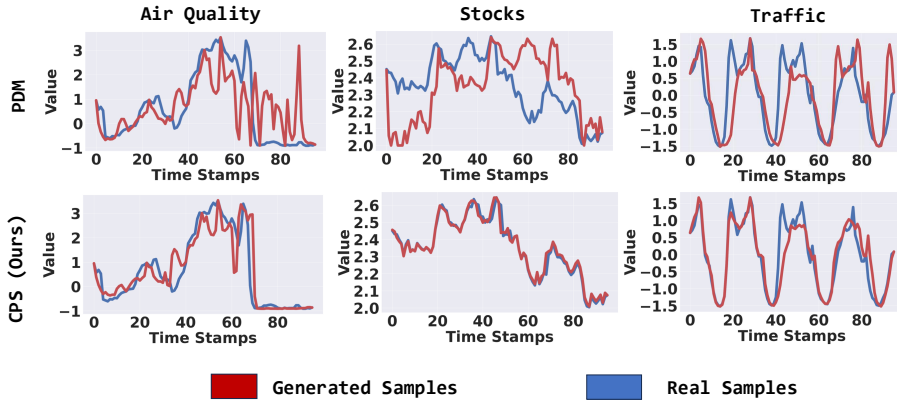 Air Quality Stocks Traffic
PDM
Value
3
2
1
0
−1
0 20 40 60 80
Time Stamps
Value
2.6
2.5
2.4
2.3
2.2
2.1
2.0
0 20 40 60 80
Time Stamps
Value
1.5
1.0
0.5
0.0
−0.5
−1.0
−1.5
0 20 40 60 80
Time Stamps
CPS (Ours)
Value
3
2
1
0
−1
0 20 40 60 80
Time Stamps
Value
2.6
2.5
2.4
2.3
2.2
2.1
2.0
0 20 40 60 80
Time Stamps
Value
1.5
1.0
0.5
0.0
−0.5
−1.0
−1.5
0 20 40 60 80
Time Stamps
Generated Samples Real Samples